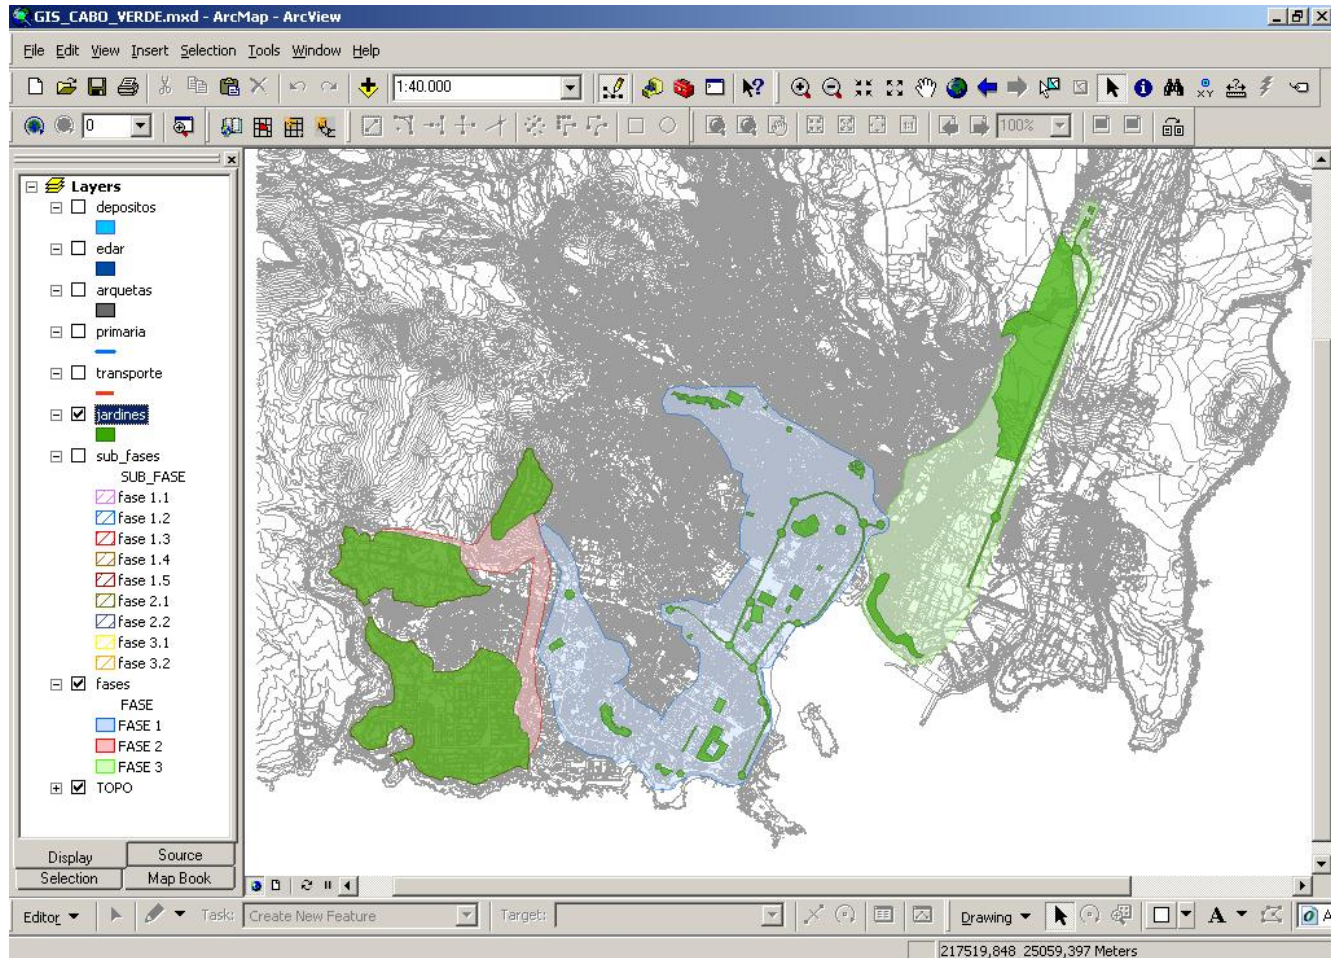 GIS_CABO_VERDE.mxd - ArcMap - ArcView
File Edit View Insert Selection Tools Window Help
1:40.000
0
100%
Layers
depositos
edar
arquetas
primaria
transporte
jardines
sub_fases
SUB_FASE
fase 1.1
fase 1.2
fase 1.3
fase 1.4
fase 1.5
fase 2.1
fase 2.2
fase 3.1
fase 3.2
fases
FASE
FASE 1
FASE 2
FASE 3
TOPO
Display Source
Selection Map Book
Editor Task: Create New Feature Target: Drawing A A
217519,848 25059,397 Meters